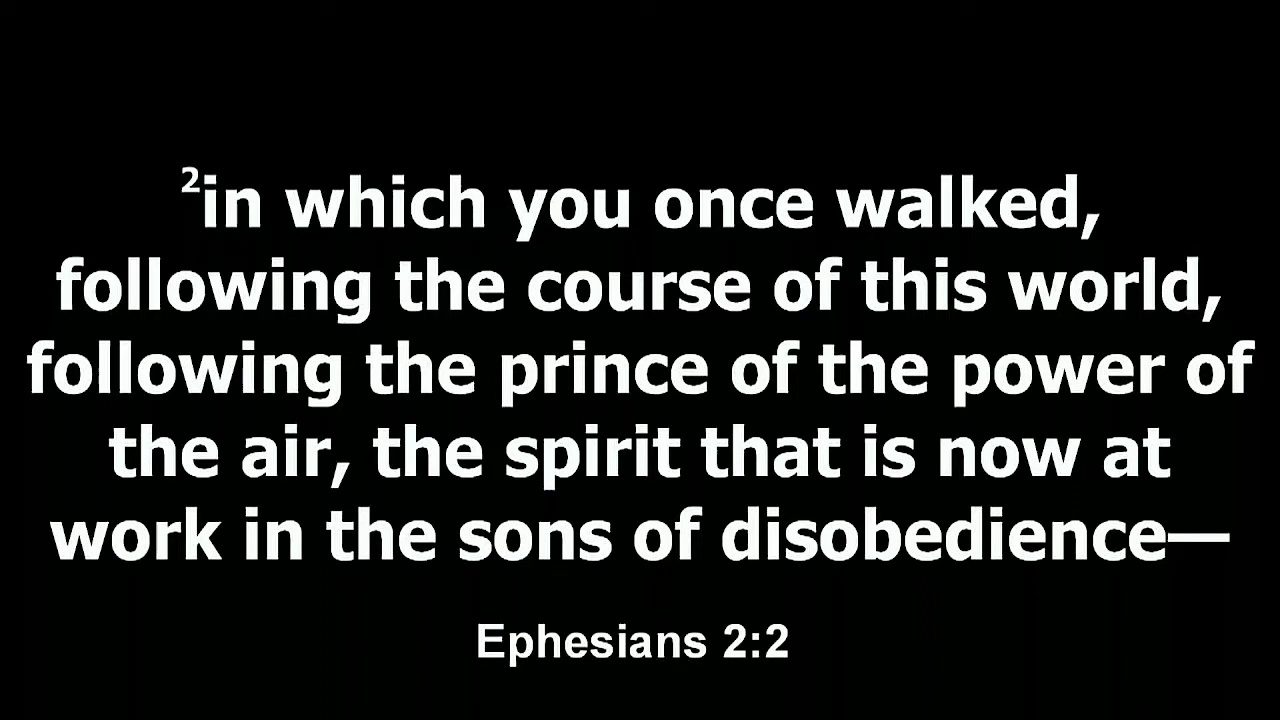 2in which you once walked,
following the course of this world,
following the prince of the power of
the air, the spirit that is now at
work in the sons of disobedience—
Ephesians 2:2